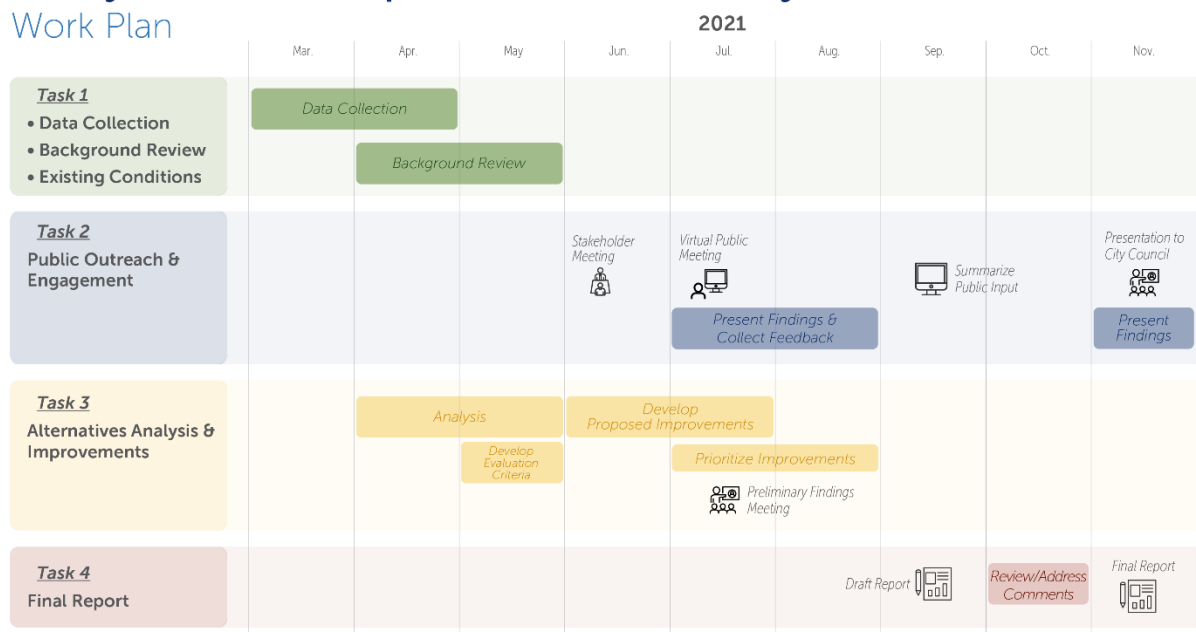 Work Plan
2021
Mar.
Apr.
May
Jun.
Jul.
Aug.
Sep.
Oct.
Nov.
Task 1
• Data Collection
• Background Review
• Existing Conditions
Data Collection
Background Review
Task 2
Public Outreach &
Engagement
Stakeholder
Meeting
Virtual Public
Meeting
Summarize
Public Input
Presentation to
City Council
Present Findings &
Collect Feedback
Present
Findings
Task 3
Alternatives Analysis &
Improvements
Analysis
Develop
Proposed Improvements
Develop
Evaluation
Criteria
Prioritize Improvements
Preliminary Findings
Meeting
Task 4
Final Report
Draft Report
Review/Address
Comments
Final Report